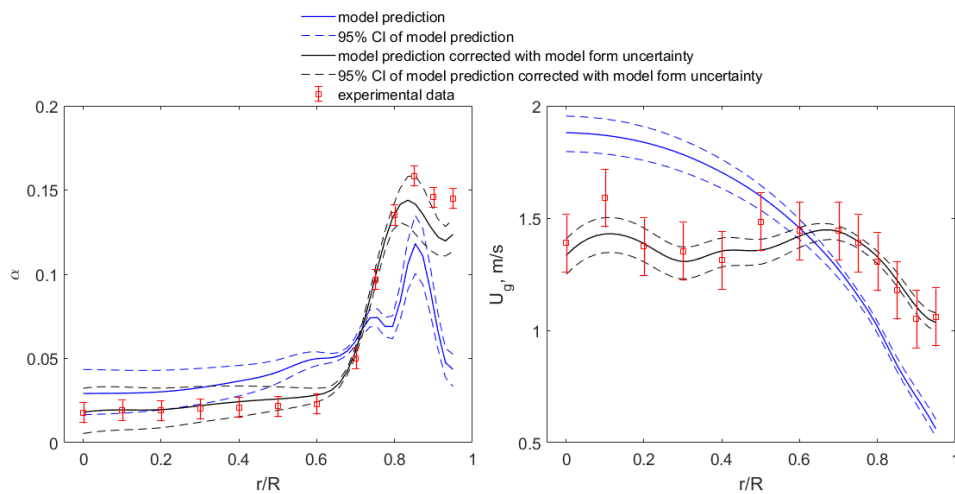 model prediction
95% CI of model prediction
model prediction corrected with model form uncertainty
95% CI of model prediction corrected with model form uncertainty
experimental data
0.2
0.15
0.1
0.05
0
α
0 0.2 0.4 0.6 0.8 1
r/R
2
1.5
1
0.5
U_g, m/s
0 0.2 0.4 0.6 0.8 1
r/R